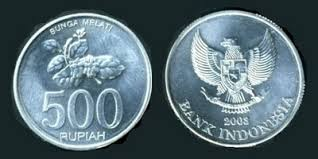 BUNGA MELATI
500
RUPIAH
2003
BANK INDONESIA